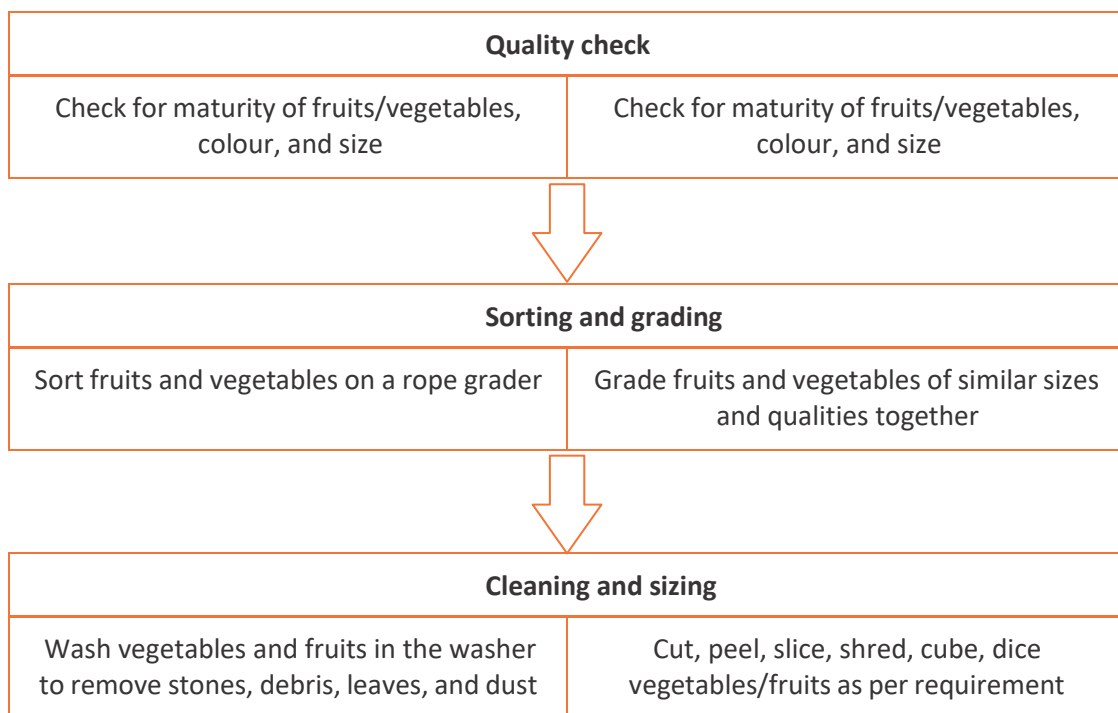 Quality check
Check for maturity of fruits/vegetables,
colour, and size
Check for maturity of fruits/vegetables,
colour, and size
Sorting and grading
Sort fruits and vegetables on a rope grader
Grade fruits and vegetables of similar sizes
and qualities together
Cleaning and sizing
Wash vegetables and fruits in the washer
to remove stones, debris, leaves, and dust
Cut, peel, slice, shred, cube, dice
vegetables/fruits as per requirement